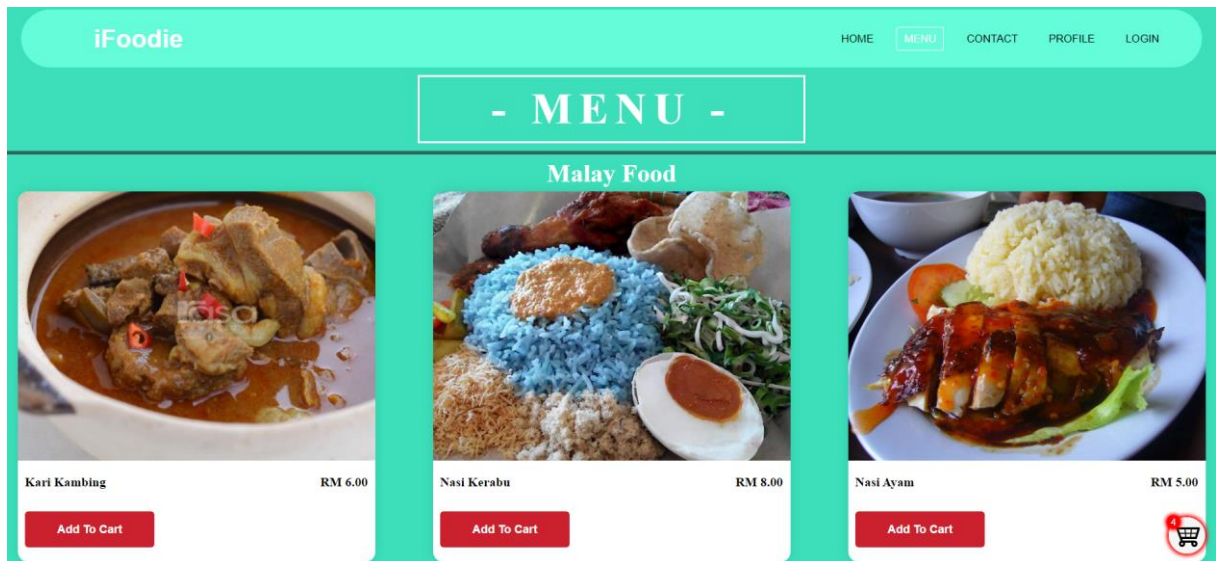 iFoodie
HOME MENU CONTACT PROFILE LOGIN
- MENU -
Malay Food
Rasa
Kari Kambing RM 6.00
Add To Cart
Nasi Kerabu RM 8.00
Add To Cart
Nasi Ayam RM 5.00
Add To Cart
4